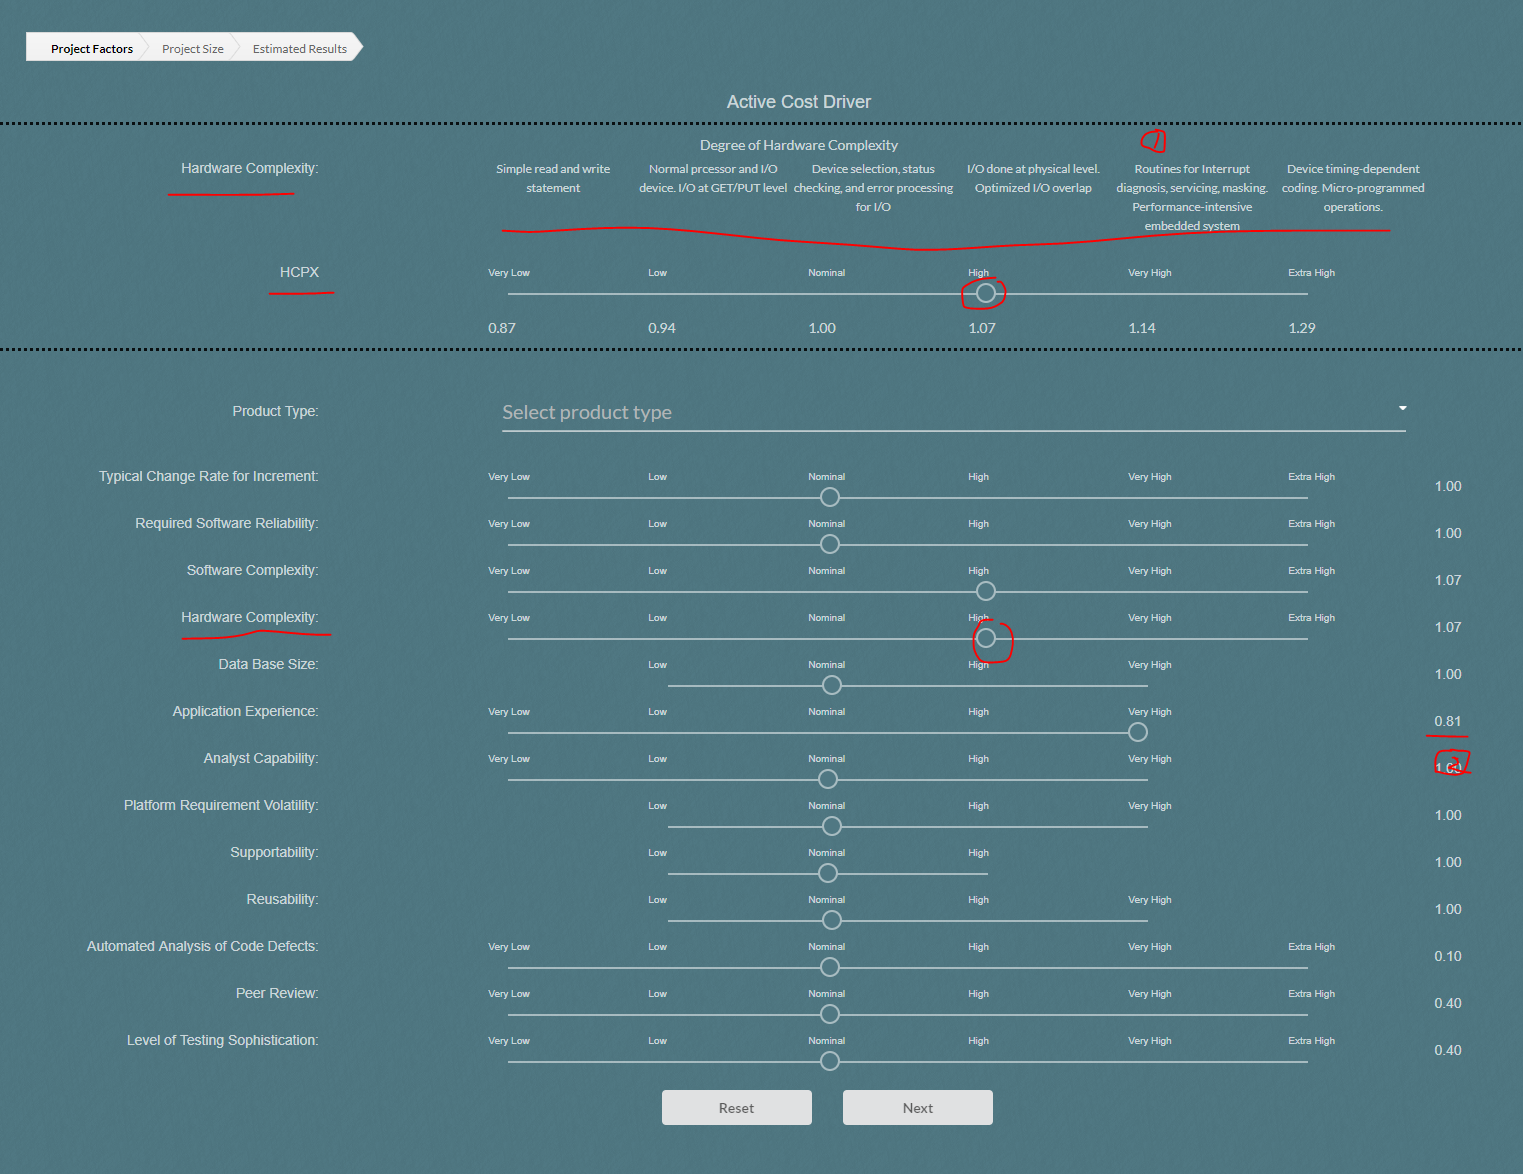 Project Factors Project Size Estimated Results
Active Cost Driver
Degree of Hardware Complexity
1
Hardware Complexity:
Simple read and write
statement
Normal prcessor and I/O
device. I/O at GET/PUT level
Device selection, status
checking, and error processing
for I/O
I/O done at physical level.
Optimized I/O overlap
Routines for Interrupt
diagnosis, servicing, masking.
Performance-intensive
embedded system
Device timing-dependent
coding. Micro-programmed
operations.
HCPX
Very Low Low Nominal High Very High Extra High
0.87 0.94 1.00 1.07 1.14 1.29
Product Type: Select product type
Typical Change Rate for Increment: Very Low Low Nominal High Very High Extra High 1.00
Required Software Reliability: Very Low Low Nominal High Very High Extra High 1.00
Software Complexity: Very Low Low Nominal High Very High Extra High 1.07
Hardware Complexity: Very Low Low Nominal High Very High Extra High 1.07
Data Base Size: Low Nominal High Very High 1.00
Application Experience: Very Low Low Nominal High Very High 0.81
Analyst Capability: Very Low Low Nominal High Very High 1.00
2
Platform Requirement Volatility: Low Nominal High Very High 1.00
Supportability: Low Nominal High 1.00
Reusability: Low Nominal High Very High 1.00
Automated Analysis of Code Defects: Very Low Low Nominal High Very High Extra High 0.10
Peer Review: Very Low Low Nominal High Very High Extra High 0.40
Level of Testing Sophistication: Very Low Low Nominal High Very High Extra High 0.40
Reset Next